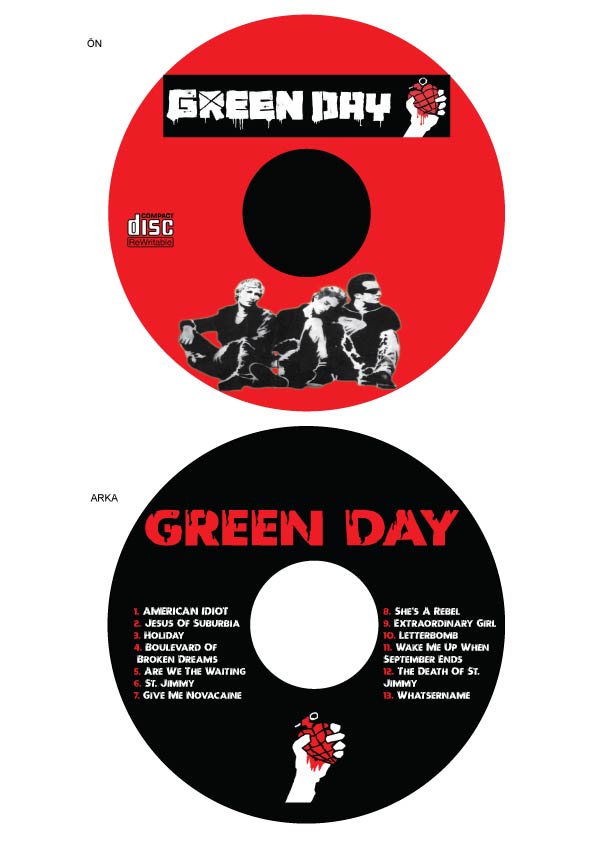 ÖN
GREEN DAY
COMPACT
disc
ReWritable
ARKA
GREEN DAY
1. AMERICAN IDIOT
2. JESUS OF SUBURBIA
3. HOLIDAY
4. BOULEVARD OF
BROKEN DREAMS
5. ARE WE THE WAITING
6. ST. JIMMY
7. GIVE ME NOVACAINE
8. SHE'S A REBEL
9. EXTRAORDINARY GIRL
10. LETTERBOMB
11. WAKE ME UP WHEN
SEPTEMBER ENDS
12. THE DEATH OF ST.
JIMMY
13. WHATSERNAME